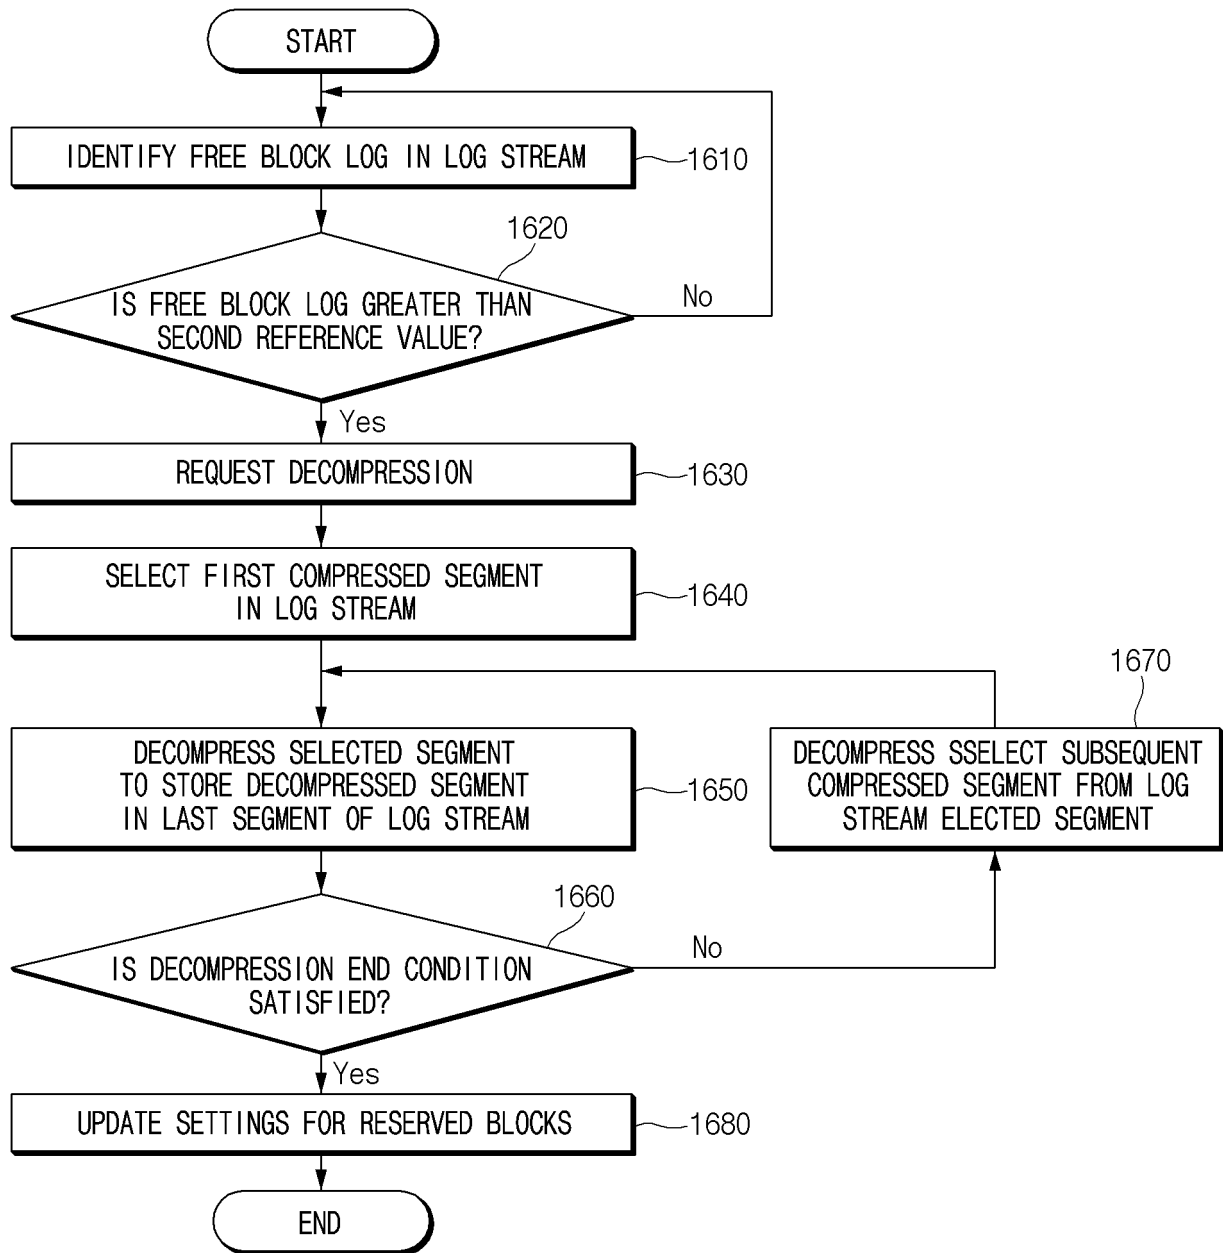 START
IDENTIFY FREE BLOCK LOG IN LOG STREAM
1610
1620
IS FREE BLOCK LOG GREATER THAN
SECOND REFERENCE VALUE?
No
Yes
REQUEST DECOMPRESSION
1630
SELECT FIRST COMPRESSED SEGMENT
IN LOG STREAM
1640
1670
DECOMPRESS SELECTED SEGMENT
TO STORE DECOMPRESSED SEGMENT
IN LAST SEGMENT OF LOG STREAM
1650
DECOMPRESS SSELECT SUBSEQUENT
COMPRESSED SEGMENT FROM LOG
STREAM ELECTED SEGMENT
1660
IS DECOMPRESSION END CONDITION
SATISFIED?
No
Yes
UPDATE SETTINGS FOR RESERVED BLOCKS
1680
END